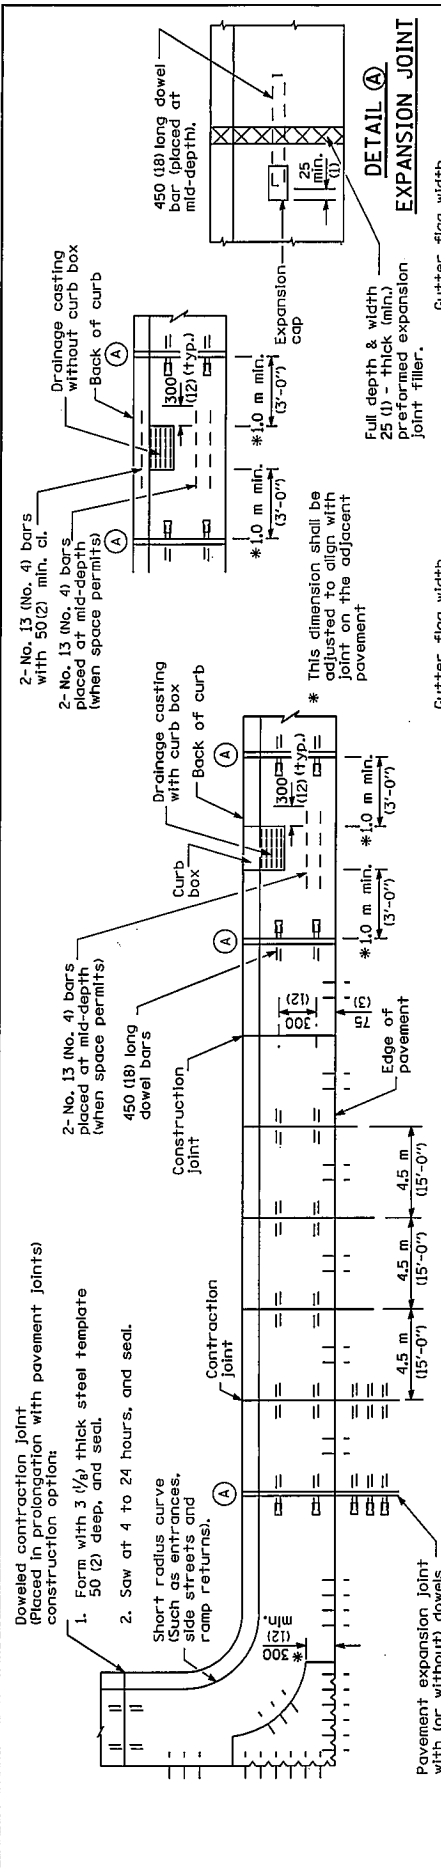 Doweled contraction joint
(Placed in prolongation with pavement joints)
construction option:
1. Form with 3 (1/8) thick steel template
50 (2) deep, and seal.
2. Saw at 4 to 24 hours, and seal.
Short radius curve
(Such as entrances,
side streets and
ramp returns).
*300
(12)
min.
Pavement expansion joint
with (or without) dowels
A
Contraction
joint
4.5 m
(15'-0")
4.5 m
(15'-0")
4.5 m
(15'-0")
2- No. 13 (No. 4) bars
placed at mid-depth
(when space permits)
450 (18) long
dowel bars
Construction
joint
300
(12)
75
(3)
Edge of
pavement
A
Curb
box
Drainage casting
with curb box
Back of curb
A
300
(12) (typ.)
*1.0 m min.
(3'-0")
*1.0 m min.
(3'-0")
* This dimension shall be
adjusted to align with
joint on the adjacent
pavement
2- No. 13 (No. 4) bars
with 50(2) min. cl.
2- No. 13 (No. 4) bars
placed at mid-depth
(when space permits)
A
Drainage casting
without curb box
Back of curb
A
300
(12) (typ.)
*1.0 m min.
(3'-0")
*1.0 m min.
(3'-0")
450 (18) long dowel
bar (placed at
mid-depth).
25
min.
(1)
Expansion
cap
Full depth & width
25 (1) - thick (min.)
preformed expansion
joint filler.
DETAIL A
EXPANSION JOINT
Gutter flag width
Gutter flag width